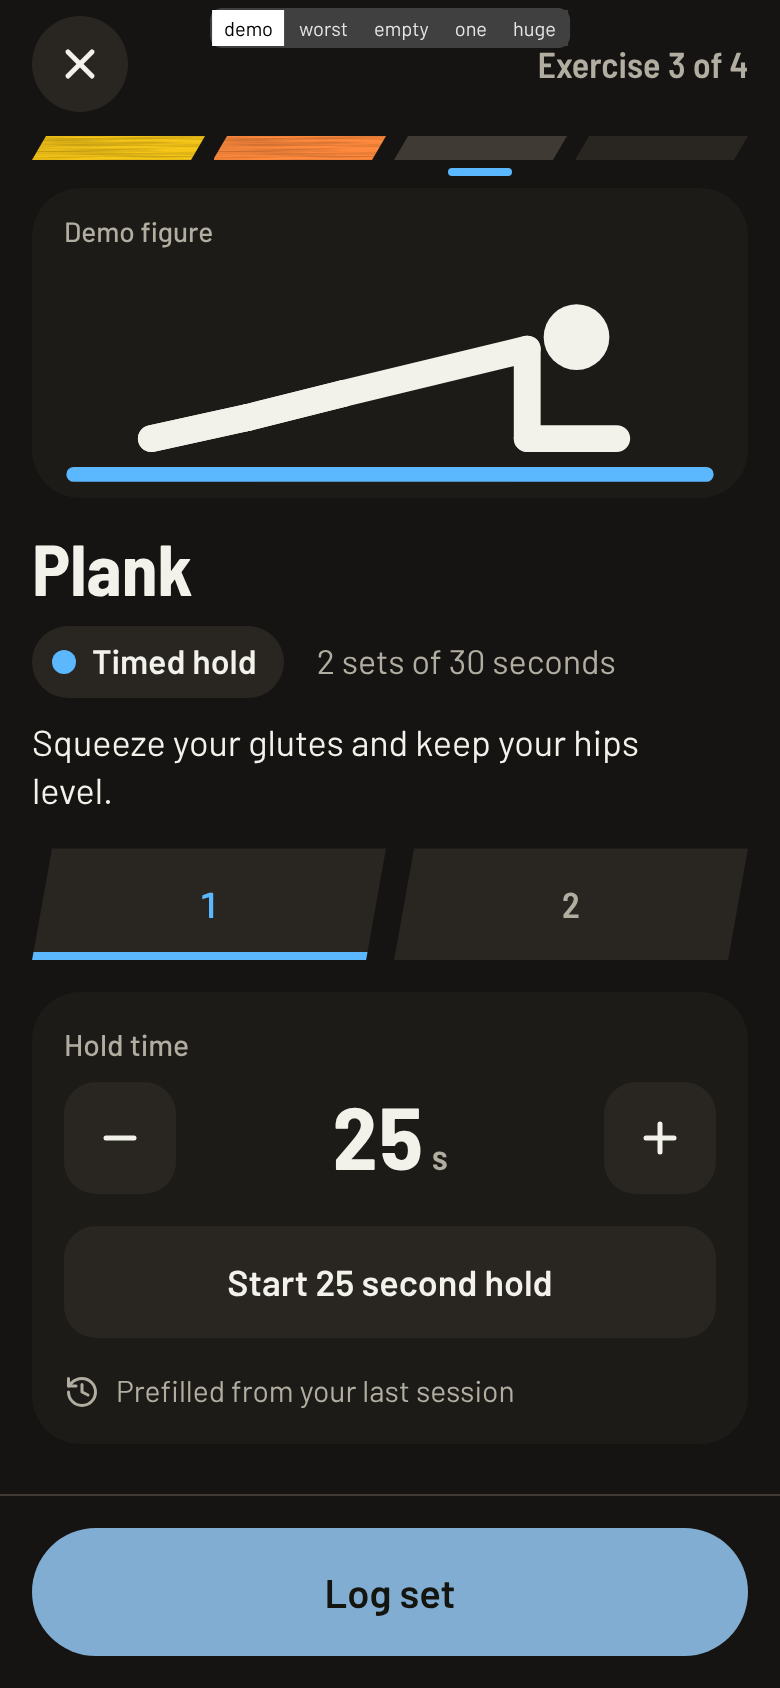 demo worst empty one huge
Exercise 3 of 4
Demo figure
Plank
Timed hold 2 sets of 30 seconds
Squeeze your glutes and keep your hips
level.
1 2
Hold time
25 s
Start 25 second hold
Prefilled from your last session
Log set